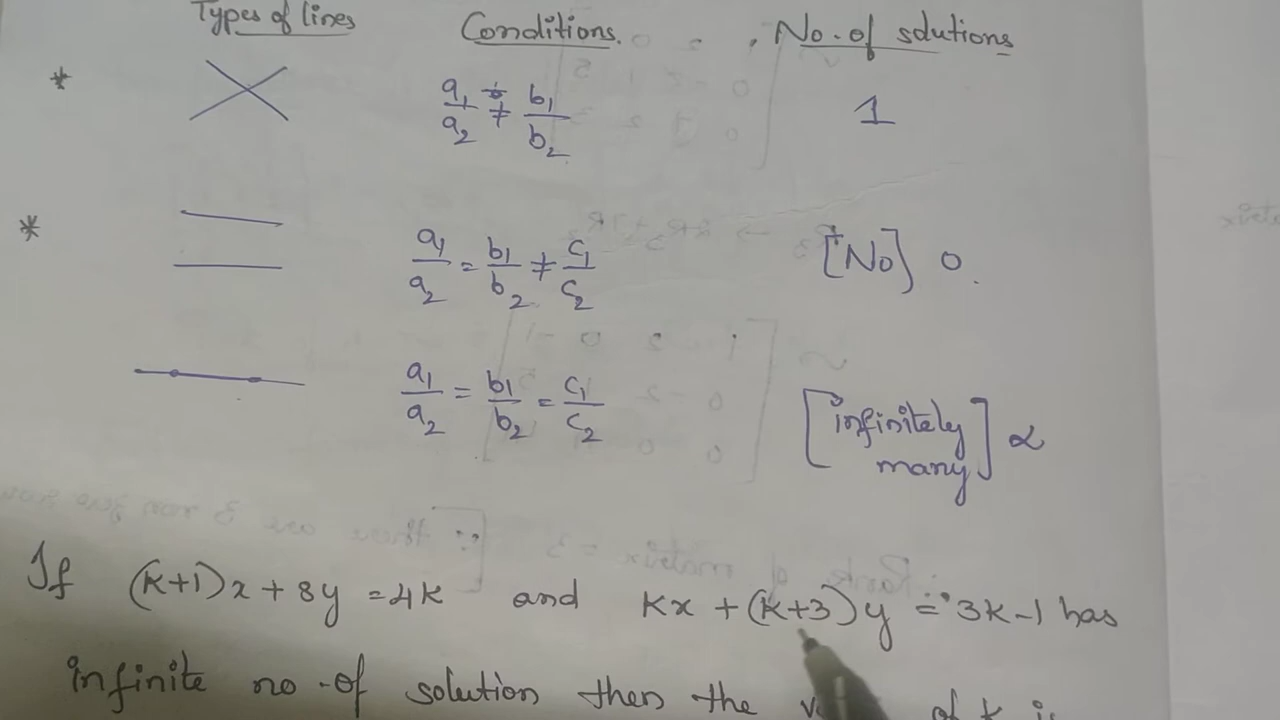 Types of lines Conditions. No. of solutions
* a1/a2 ≠ b1/b2 1
* a1/a2 = b1/b2 ≠ c1/c2 [No] 0.
a1/a2 = b1/b2 = c1/c2 [infinitely many] ∝
If (k+1)x + 8y = 4k and kx + (k+3)y = 3k-1 has
infinite no. of solution then the of k is